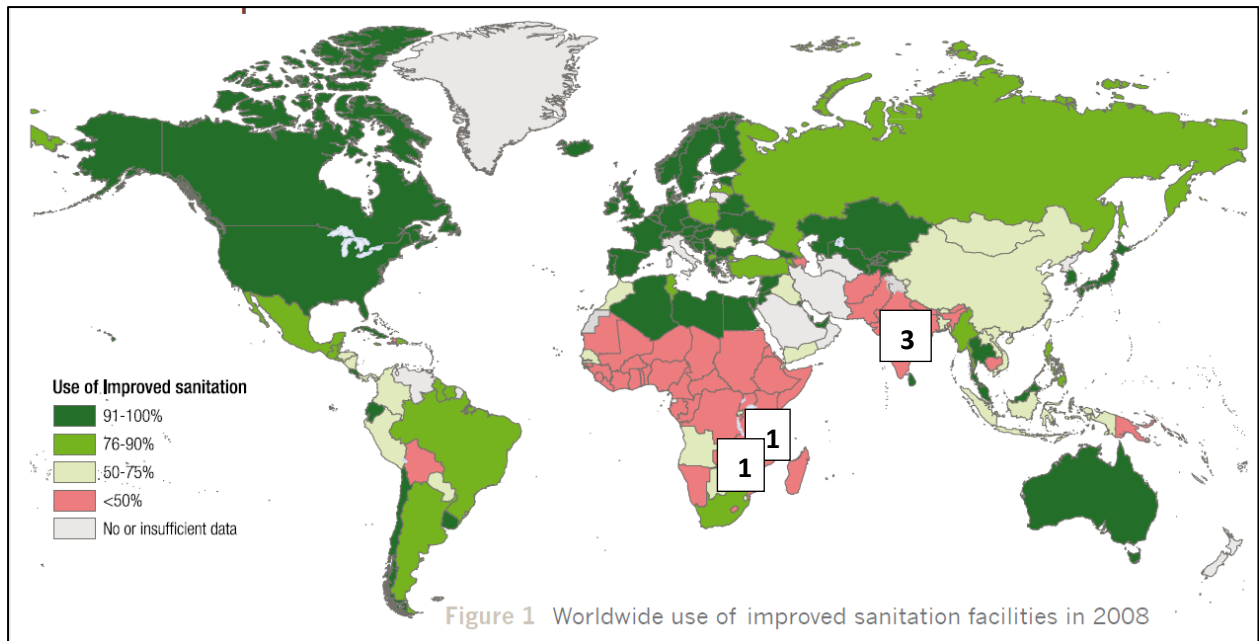 3
1
1
Use of Improved sanitation
91-100%
76-90%
50-75%
<50%
No or insufficient data
Figure 1 Worldwide use of improved sanitation facilities in 2008